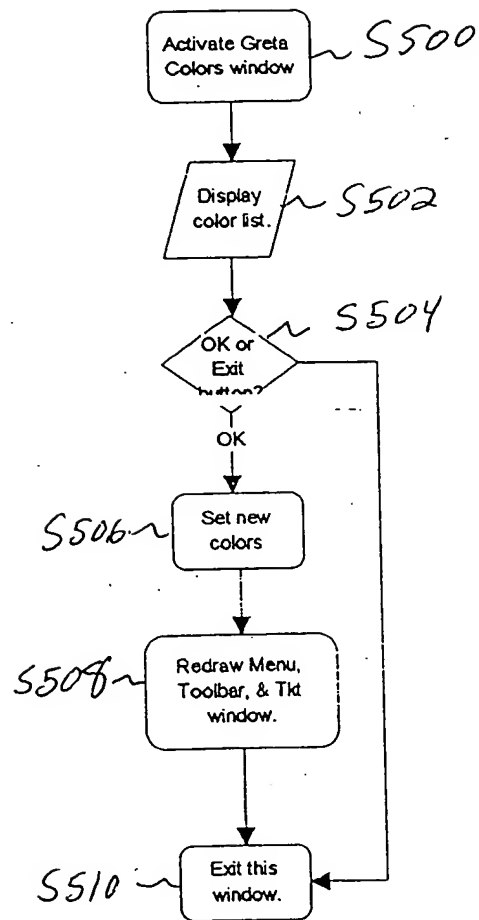 Activate Greta
Colors window
S500
Display
color list.
S502
S504
OK or
Exit
button?
OK
S506
Set new
colors
S508
Redraw Menu,
Toolbar, & Tkt
window.
S510
Exit this
window.